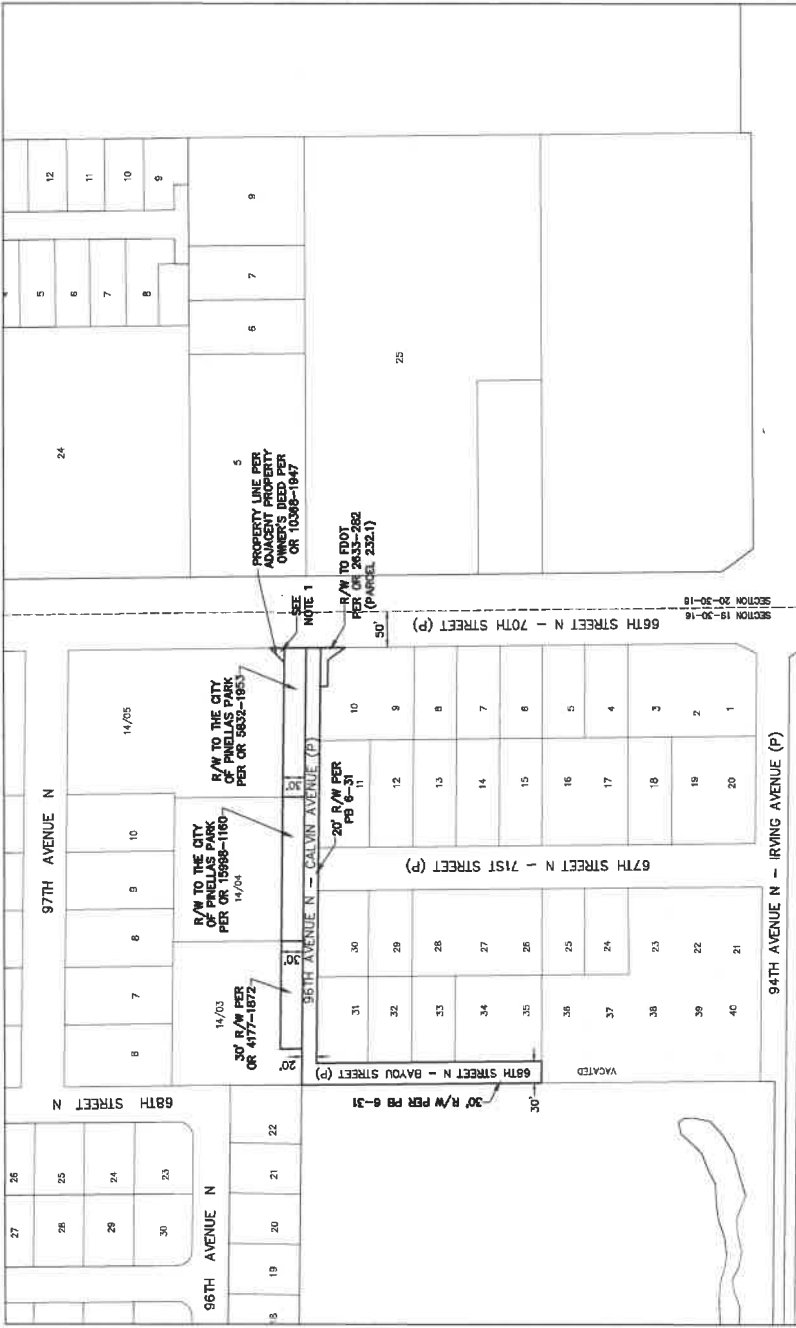 12
11
10
9
4
5
6
7
8
9
7
6
24
5
25
PROPERTY LINE PER
ADJACENT PROPERTY
OWNER'S DEED PER
OR 10368-1947
SEE
NOTE 1
R/W TO FDOT
PER OR 2633-282
(PARCEL 232.1)
50'
66TH STREET N - 70TH STREET (P)
SECTION 19-30-16
SECTION 20-30-16
97TH AVENUE N
14/05
R/W TO THE CITY
OF PINELLAS PARK
PER OR 5632-1953
10
9
8
7
6
R/W TO THE CITY
OF PINELLAS PARK
PER OR 15998-1160
14/04
30'
14/03
30' R/W PER
OR 4177-1872
30'
20'
96TH AVENUE N - CALVIN AVENUE (P)
20' R/W PER
PB 6-31
10
9
8
7
6
5
4
3
2
1
11
12
13
14
15
16
17
18
19
20
67TH STREET N - 71ST STREET (P)
30
29
28
27
26
25
24
23
22
21
31
32
33
34
35
36
37
38
39
40
94TH AVENUE N - IRVING AVENUE (P)
68TH STREET N - BAYOU STREET (P)
VACATED
30' R/W PER PB 6-31
30'
68TH STREET N
96TH AVENUE N
26
25
24
23
27
28
29
30
22
21
20
19
18